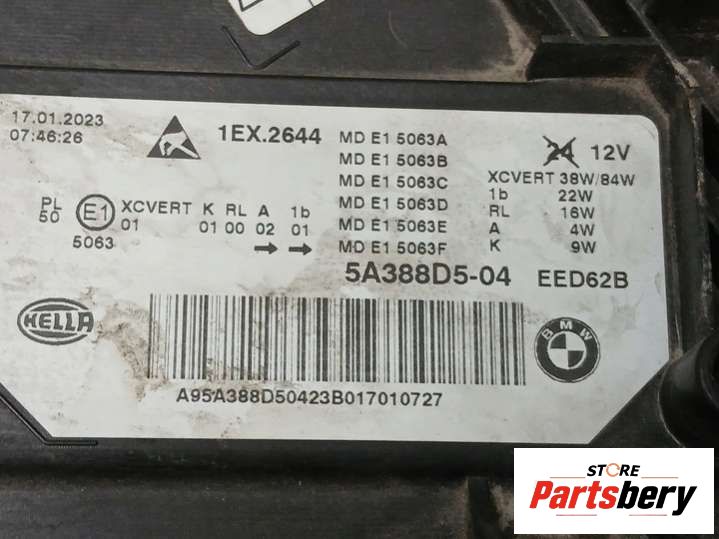 17.01.2023
07:46:26
1EX.2644
MD E1 5063A
MD E1 5063B
MD E1 5063C
MD E1 5063D
MD E1 5063E
MD E1 5063F
24 12V
XCVERT 38W/84W
1b 22W
RL 16W
A 4W
K 9W
PL
50
E1
5063
XCVERT K RL A 1b
01 01 00 02 01
→ →
5A388D5-04 EED62B
HELLA
BMW
A95A388D50423B017010727
STORE
Partsbery